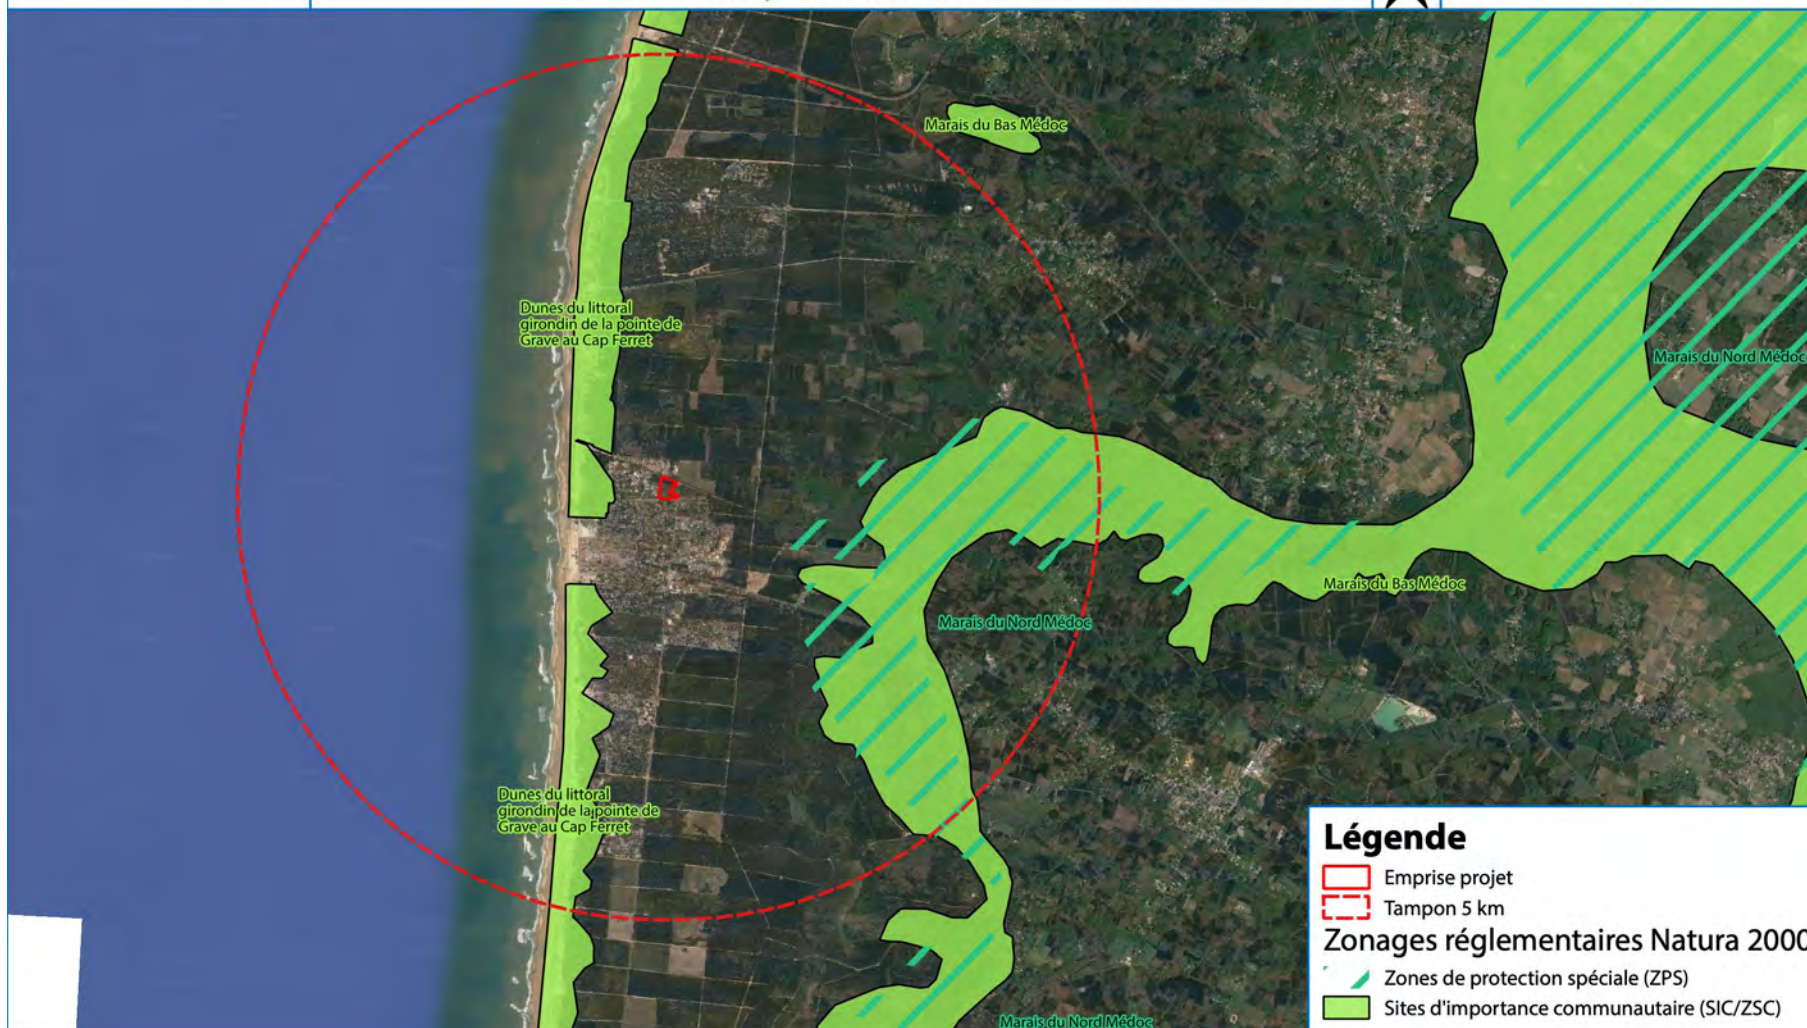 Marais du Bas Médoc
Dunes du littoral
girondin de la pointe de
Grave au Cap Ferret
Marais du Nord Médoc
Marais du Bas Médoc
Marais du Nord Médoc
Dunes du littoral
girondin de la pointe de
Grave au Cap Ferret
Marais du Nord Médoc
Légende
Emprise projet
Tampon 5 km
Zonages réglementaires Natura 2000
Zones de protection spéciale (ZPS)
Sites d'importance communautaire (SIC/ZSC)